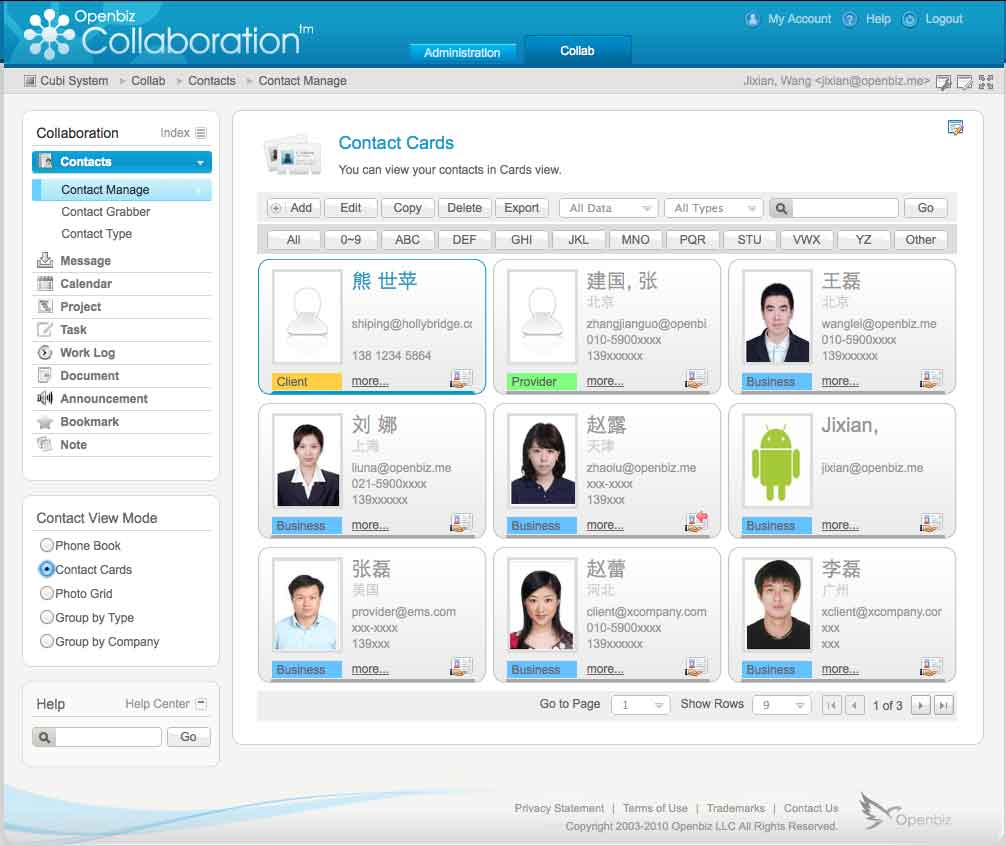 Openbiz
Collaboration tm
My Account Help Logout
Administration Collab
Cubi System Collab Contacts Contact Manage
Jixian, Wang <jixian@openbiz.me>
Collaboration Index
Contacts
Contact Manage
Contact Grabber
Contact Type
Message
Calendar
Project
Task
Work Log
Document
Announcement
Bookmark
Note
Contact View Mode
Phone Book
Contact Cards
Photo Grid
Group by Type
Group by Company
Help Help Center
Go
Contact Cards
You can view your contacts in Cards view.
Add Edit Copy Delete Export All Data All Types Go
All 0~9 ABC DEF GHI JKL MNO PQR STU VWX YZ Other
熊 世苹
shiping@hollybridge.cc
138 1234 5864
Client more...
建国, 张
北京
zhangjianguo@openbi
010-5900xxxx
139xxxxxx
Provider more...
王磊
北京
wanglei@openbiz.me
010-5900xxxx
139xxxxxx
Business more...
刘 娜
上海
liuna@openbiz.me
021-5900xxxx
139xxxxxx
Business more...
赵露
天津
zhaolu@openbiz.me
xxx-xxxx
139xxx
Business more...
Jixian,
jixian@openbiz.me
Business more...
张磊
美国
provider@ems.com
xxx-xxxx
139xxx
Business more...
赵蕾
河北
client@xcompany.com
010-5900xxxx
139xxxxxxx
Business more...
李磊
广州
xclient@xcompany.cor
xxx
xxx
Business more...
Go to Page 1 Show Rows 9 1 of 3
Privacy Statement | Terms of Use | Trademarks | Contact Us
Copyright 2003-2010 Openbiz LLC All Rights Reserved.
Openbiz